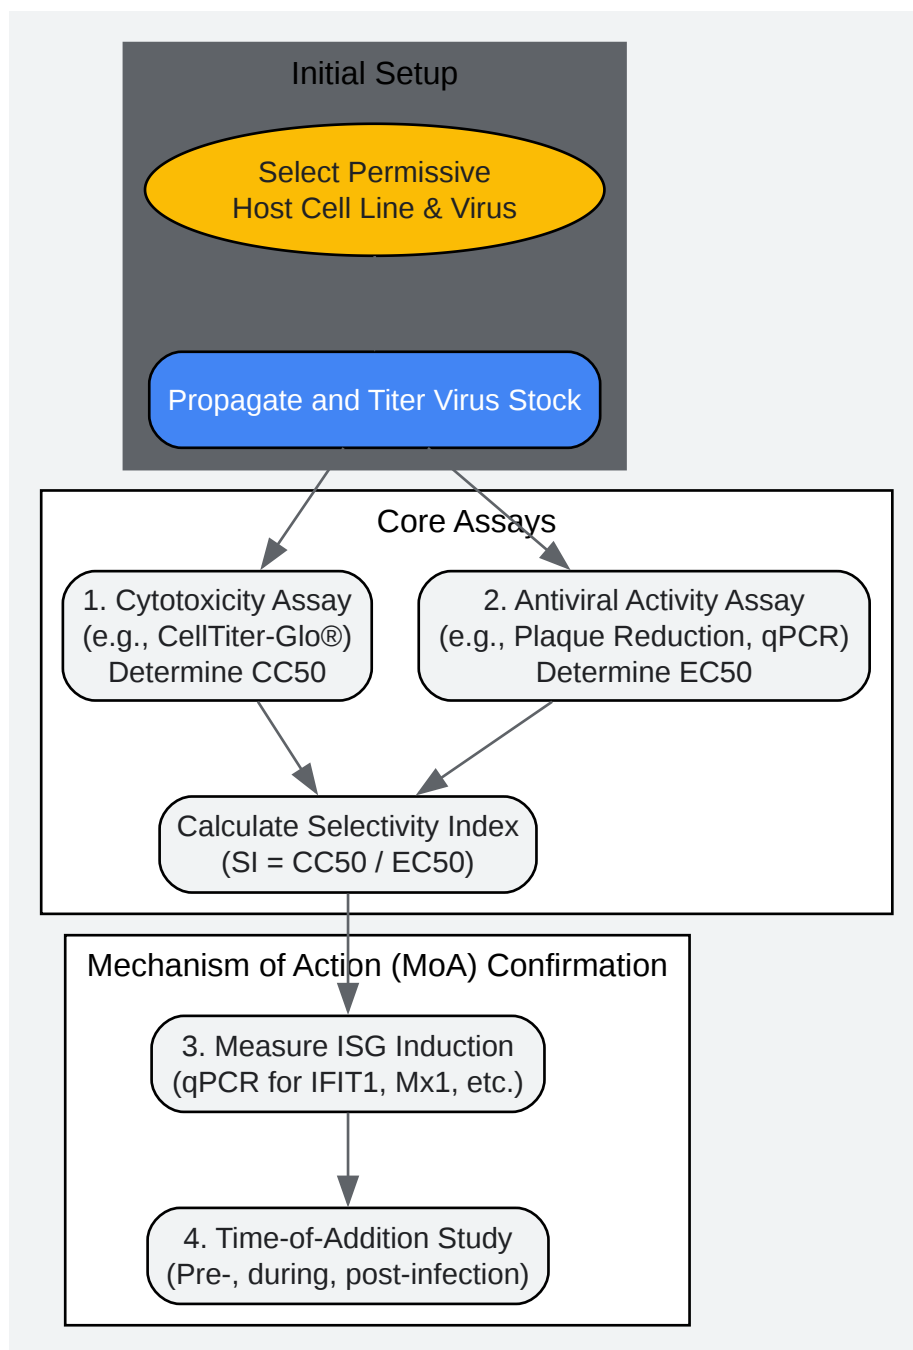 Initial Setup
Select Permissive
Host Cell Line & Virus
Propagate and Titer Virus Stock
Core Assays
1. Cytotoxicity Assay
(e.g., CellTiter-Glo®)
Determine CC50
2. Antiviral Activity Assay
(e.g., Plaque Reduction, qPCR)
Determine EC50
Calculate Selectivity Index
(SI = CC50 / EC50)
Mechanism of Action (MoA) Confirmation
3. Measure ISG Induction
(qPCR for IFIT1, Mx1, etc.)
4. Time-of-Addition Study
(Pre-, during, post-infection)